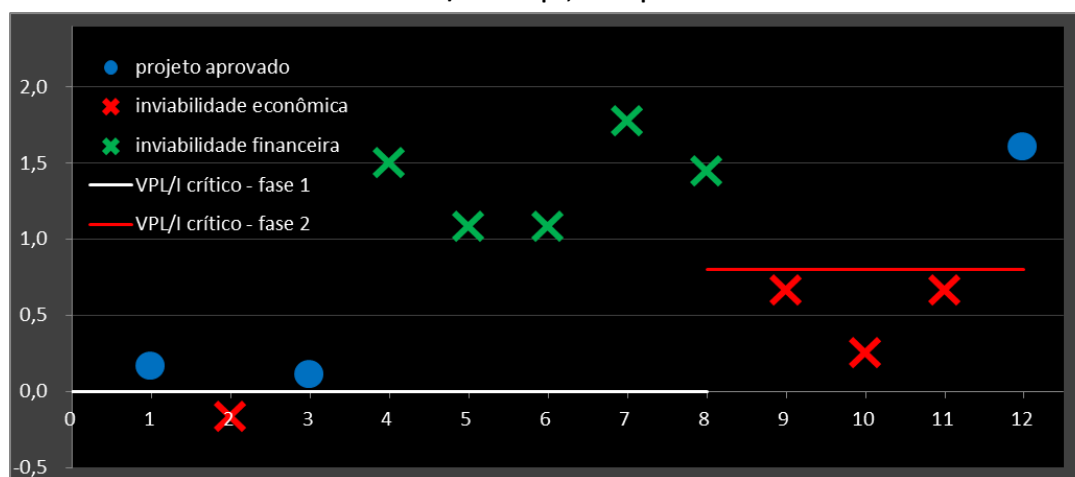 projeto aprovado
2,0
inviabilidade econômica
inviabilidade financeira
1,5
VPL/I crítico - fase 1
VPL/I crítico - fase 2
1,0
0,5
0,0
0 1 2 3 4 5 6 7 8 9 10 11 12
-0,5